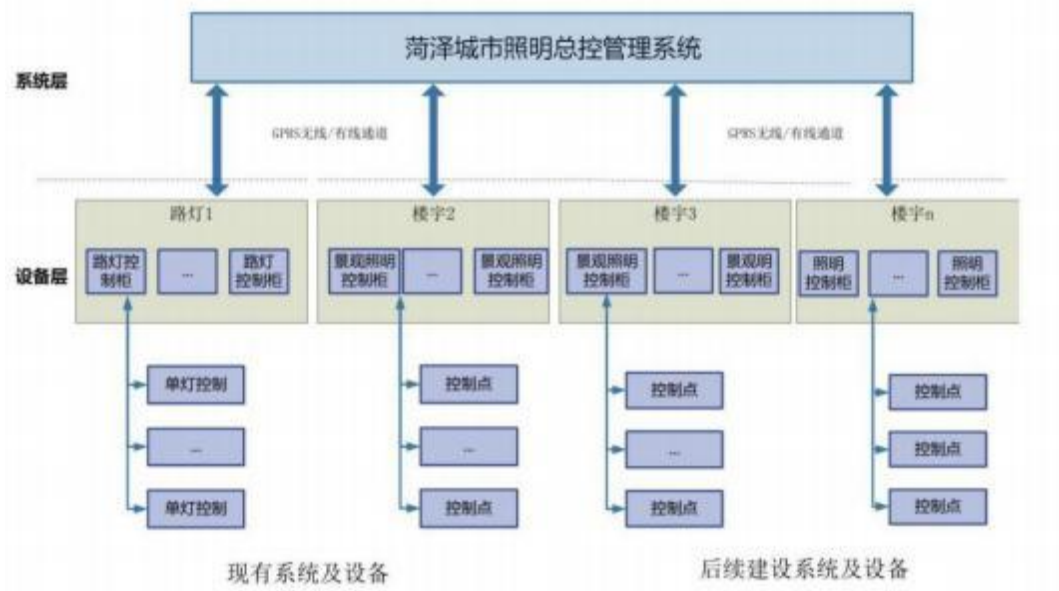 菏泽城市照明总控管理系统
系统层
GPRS无线/有线通道
GPRS无线/有线通道
路灯1
楼宇2
楼宇3
楼宇n
设备层
路灯控
制柜
...
路灯
控制柜
景观照明
控制柜
...
景观照明
控制柜
景观照明
控制柜
...
景观照明
控制柜
照明
控制柜
...
照明
控制柜
单灯控制
...
单灯控制
控制点
...
控制点
控制点
...
控制点
控制点
控制点
控制点
现有系统及设备
后续建设系统及设备